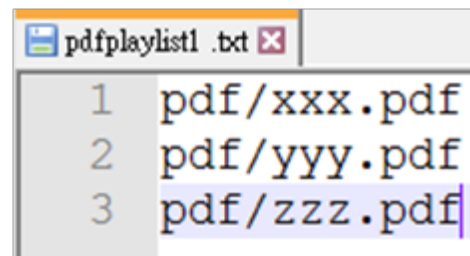 pdfplaylist1 .txt
1 pdf/xxx.pdf
2 pdf/yyy.pdf
3 pdf/zzz.pdf